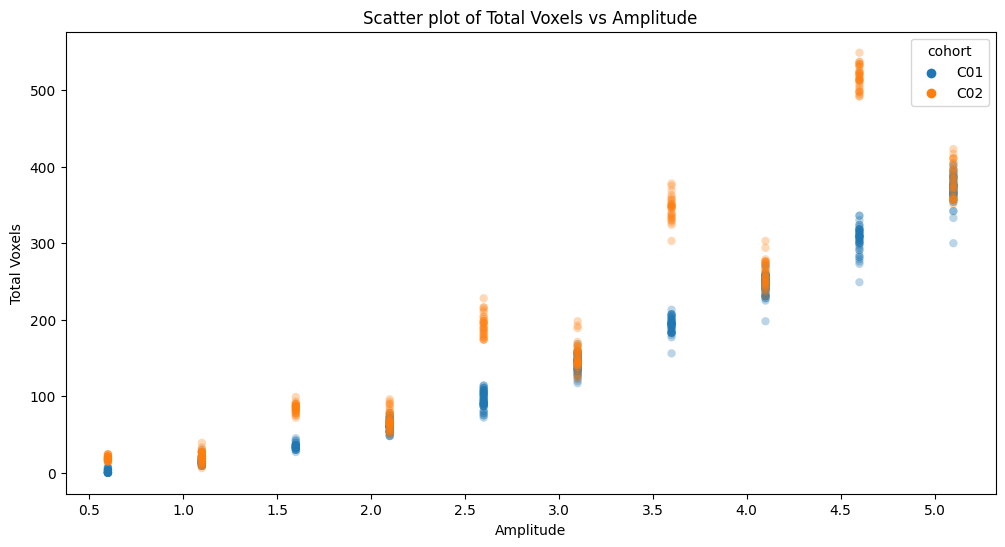 Scatter plot of Total Voxels vs Amplitude
cohort
C01
C02
500
400
300
200
100
0
Total Voxels
0.5 1.0 1.5 2.0 2.5 3.0 3.5 4.0 4.5 5.0
Amplitude